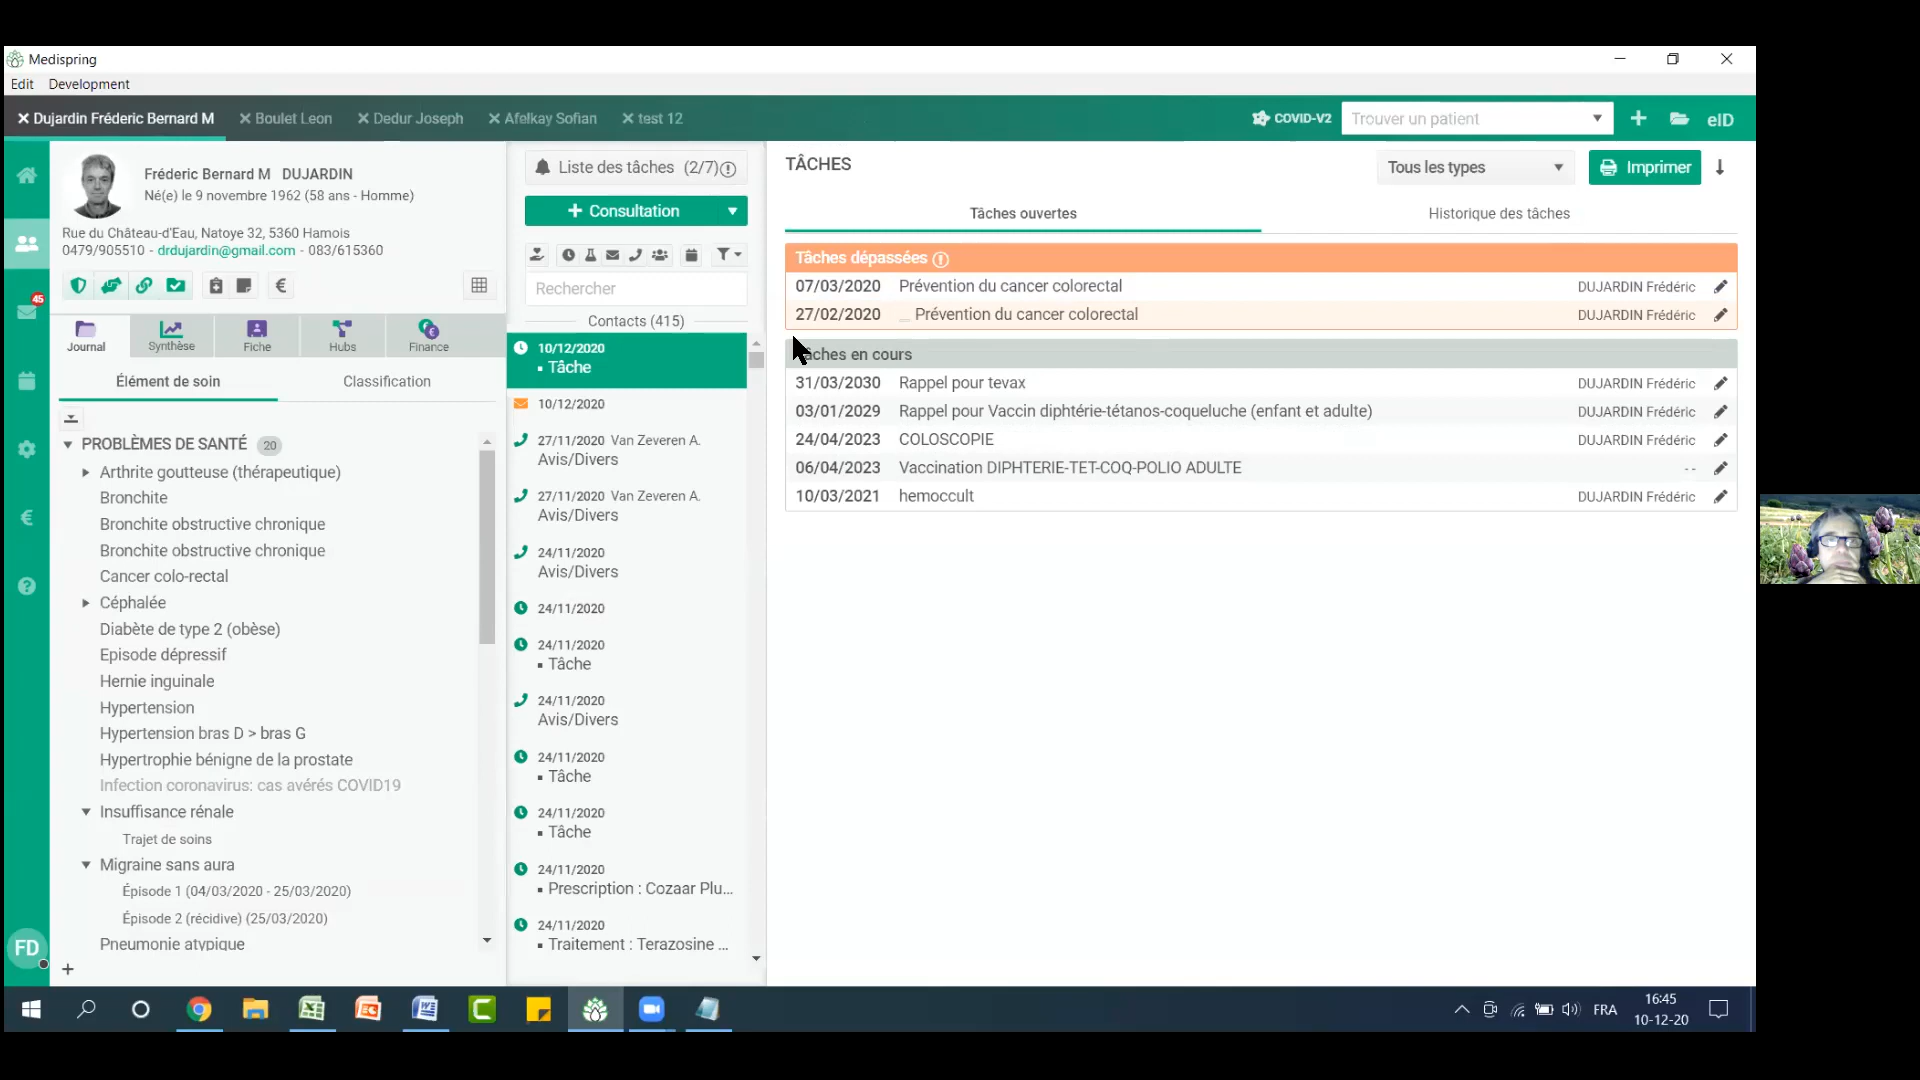 Medispring
Edit Development
Dujardin Fréderic Bernard M
Boulet Leon
Dedur Joseph
Afelkay Sofian
test 12
COVID-V2
Trouver un patient
eID
Fréderic Bernard M DUJARDIN
Né(e) le 9 novembre 1962 (58 ans - Homme)
Rue du Château-d'Eau, Natoye 32, 5360 Hamois
0479/905510 - drdujardin@gmail.com - 083/615360
45
Journal
Synthèse
Fiche
Hubs
Finance
Élément de soin
Classification
PROBLÈMES DE SANTÉ 20
Arthrite goutteuse (thérapeutique)
Bronchite
Bronchite obstructive chronique
Bronchite obstructive chronique
Cancer colo-rectal
Céphalée
Diabète de type 2 (obèse)
Episode dépressif
Hernie inguinale
Hypertension
Hypertension bras D > bras G
Hypertrophie bénigne de la prostate
Infection coronavirus: cas avérés COVID19
Insuffisance rénale
Trajet de soins
Migraine sans aura
Épisode 1 (04/03/2020 - 25/03/2020)
Épisode 2 (récidive) (25/03/2020)
Pneumonie atypique
FD
Liste des tâches (2/7)
+ Consultation
Rechercher
Contacts (415)
10/12/2020
Tâche
10/12/2020
27/11/2020 Van Zeveren A.
Avis/Divers
27/11/2020 Van Zeveren A.
Avis/Divers
24/11/2020
Avis/Divers
24/11/2020
24/11/2020
Tâche
24/11/2020
Avis/Divers
24/11/2020
Tâche
24/11/2020
Tâche
24/11/2020
Prescription : Cozaar Plu...
24/11/2020
Traitement : Terazosine ...
TÂCHES
Tous les types
Imprimer
Tâches ouvertes
Historique des tâches
Tâches dépassées
07/03/2020 Prévention du cancer colorectal DUJARDIN Frédéric
27/02/2020 Prévention du cancer colorectal DUJARDIN Frédéric
âches en cours
31/03/2030 Rappel pour tevax DUJARDIN Frédéric
03/01/2029 Rappel pour Vaccin diphtérie-tétanos-coqueluche (enfant et adulte) DUJARDIN Frédéric
24/04/2023 COLOSCOPIE DUJARDIN Frédéric
06/04/2023 Vaccination DIPHTERIE-TET-COQ-POLIO ADULTE - -
10/03/2021 hemoccult DUJARDIN Frédéric
FRA
16:45
10-12-20